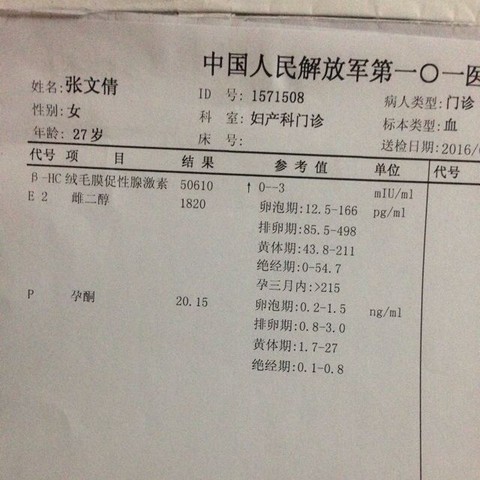 中国人民解放军第一〇一医
姓名:张文倩 ID 号:1571508 病人类型:门诊
性别:女 科 室:妇产科门诊 标本类型:血
年龄:27岁 床 号: 送检日期:2016/
代号 项 目 结 果 参 考 值 单位 代号
β-HC 绒毛膜促性腺激素 50610 ↑ 0--3 mIU/ml
E 2 雌二醇 1820 卵泡期:12.5-166 pg/ml
排卵期:85.5-498
黄体期:43.8-211
绝经期:0-54.7
孕三月内:>215
P 孕酮 20.15 卵泡期:0.2-1.5 ng/ml
排卵期:0.8-3.0
黄体期:1.7-27
绝经期:0.1-0.8